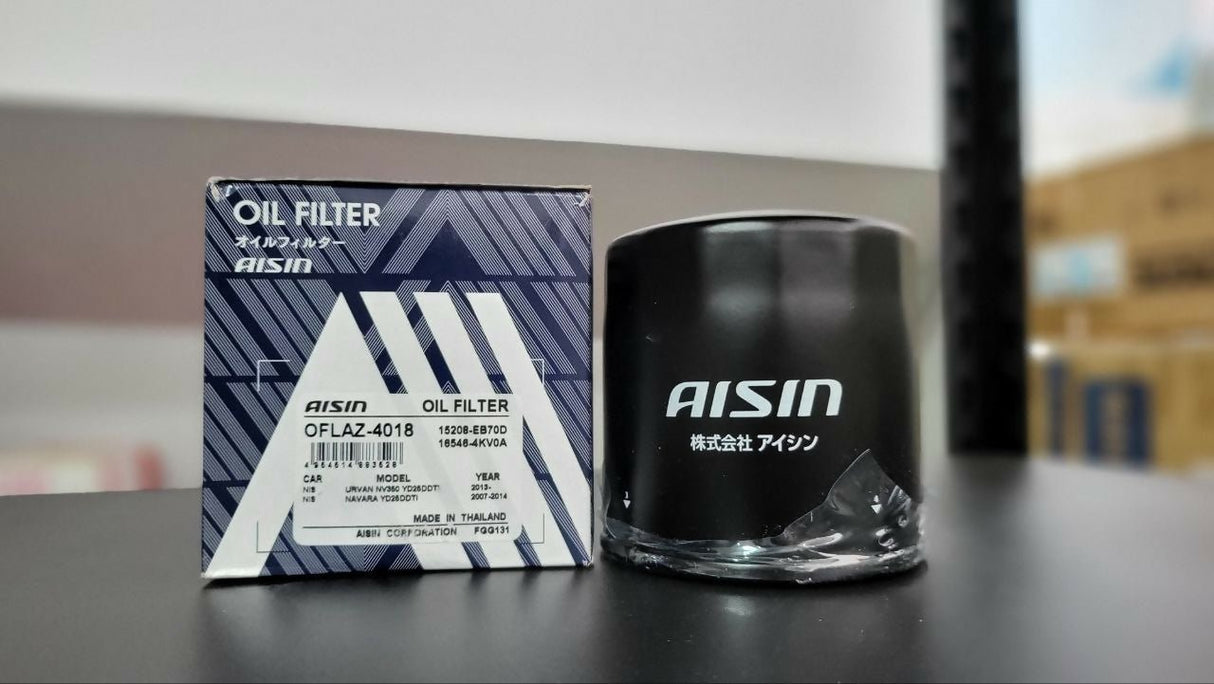 OIL FILTER
オイルフィルター
AISIN
AISIN OIL FILTER
OFLAZ-4018 15208-EB70D
16546-4KV0A
CAR MODEL YEAR
NIS URVAN NV350 YD25DDTI 2013-
NIS NAVARA YD25DDTI 2007-2014
MADE IN THAILAND
AISIN CORPORATION FGG131
AISIN
株式会社 アイシン